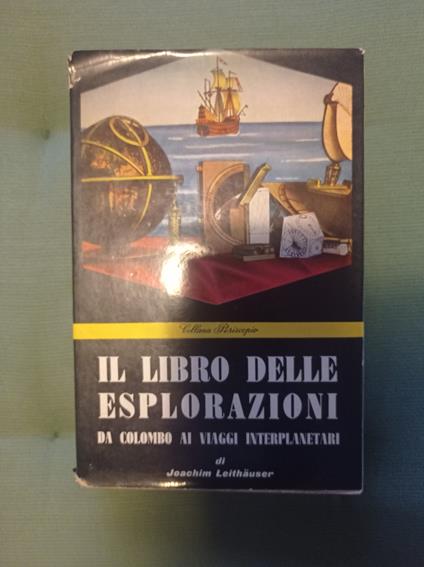 Collana Periscopio
IL LIBRO DELLE
ESPLORAZIONI
DA COLOMBO AI VIAGGI INTERPLANETARI
di
Joachim Leithäuser